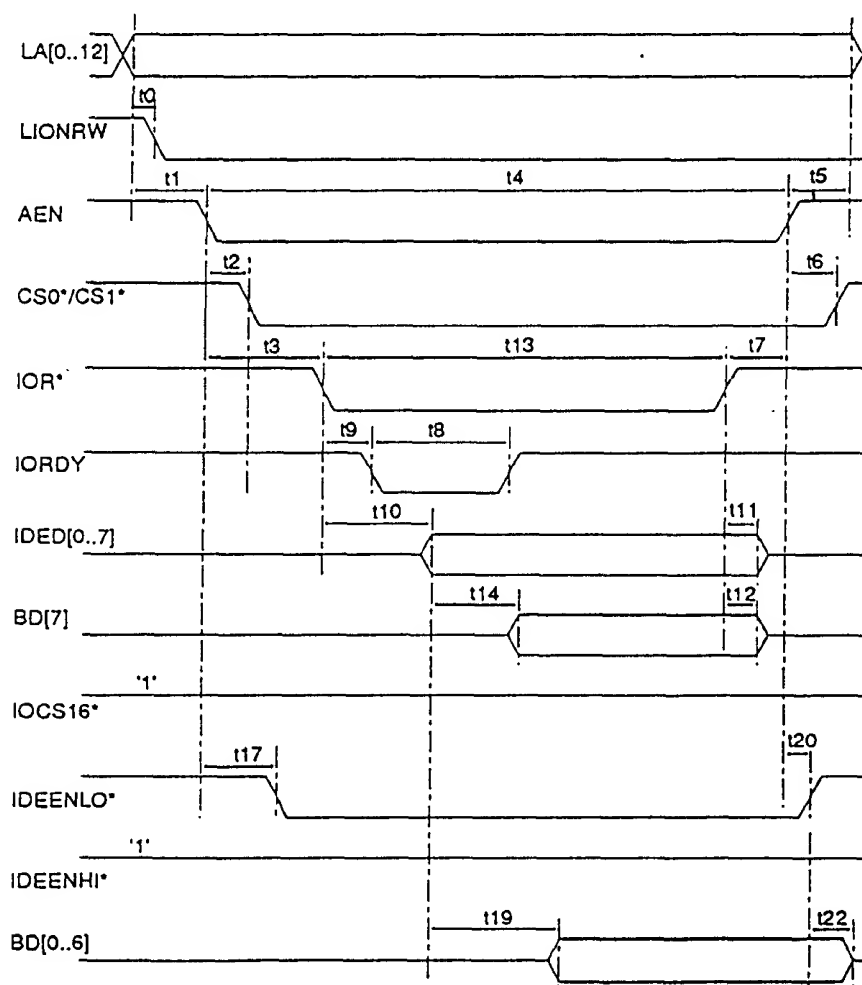 LA[0..12]
t0
LIONRW
t1 t4 t5
AEN
t2 t6
CS0*/CS1*
t3 t13 t7
IOR*
t9 t8
IORDY
t10 t11
IDED[0..7]
t14 t12
BD[7]
'1'
IOCS16*
t17 t20
IDEENLO*
'1'
IDEENHI*
t19 t22
BD[0..6]